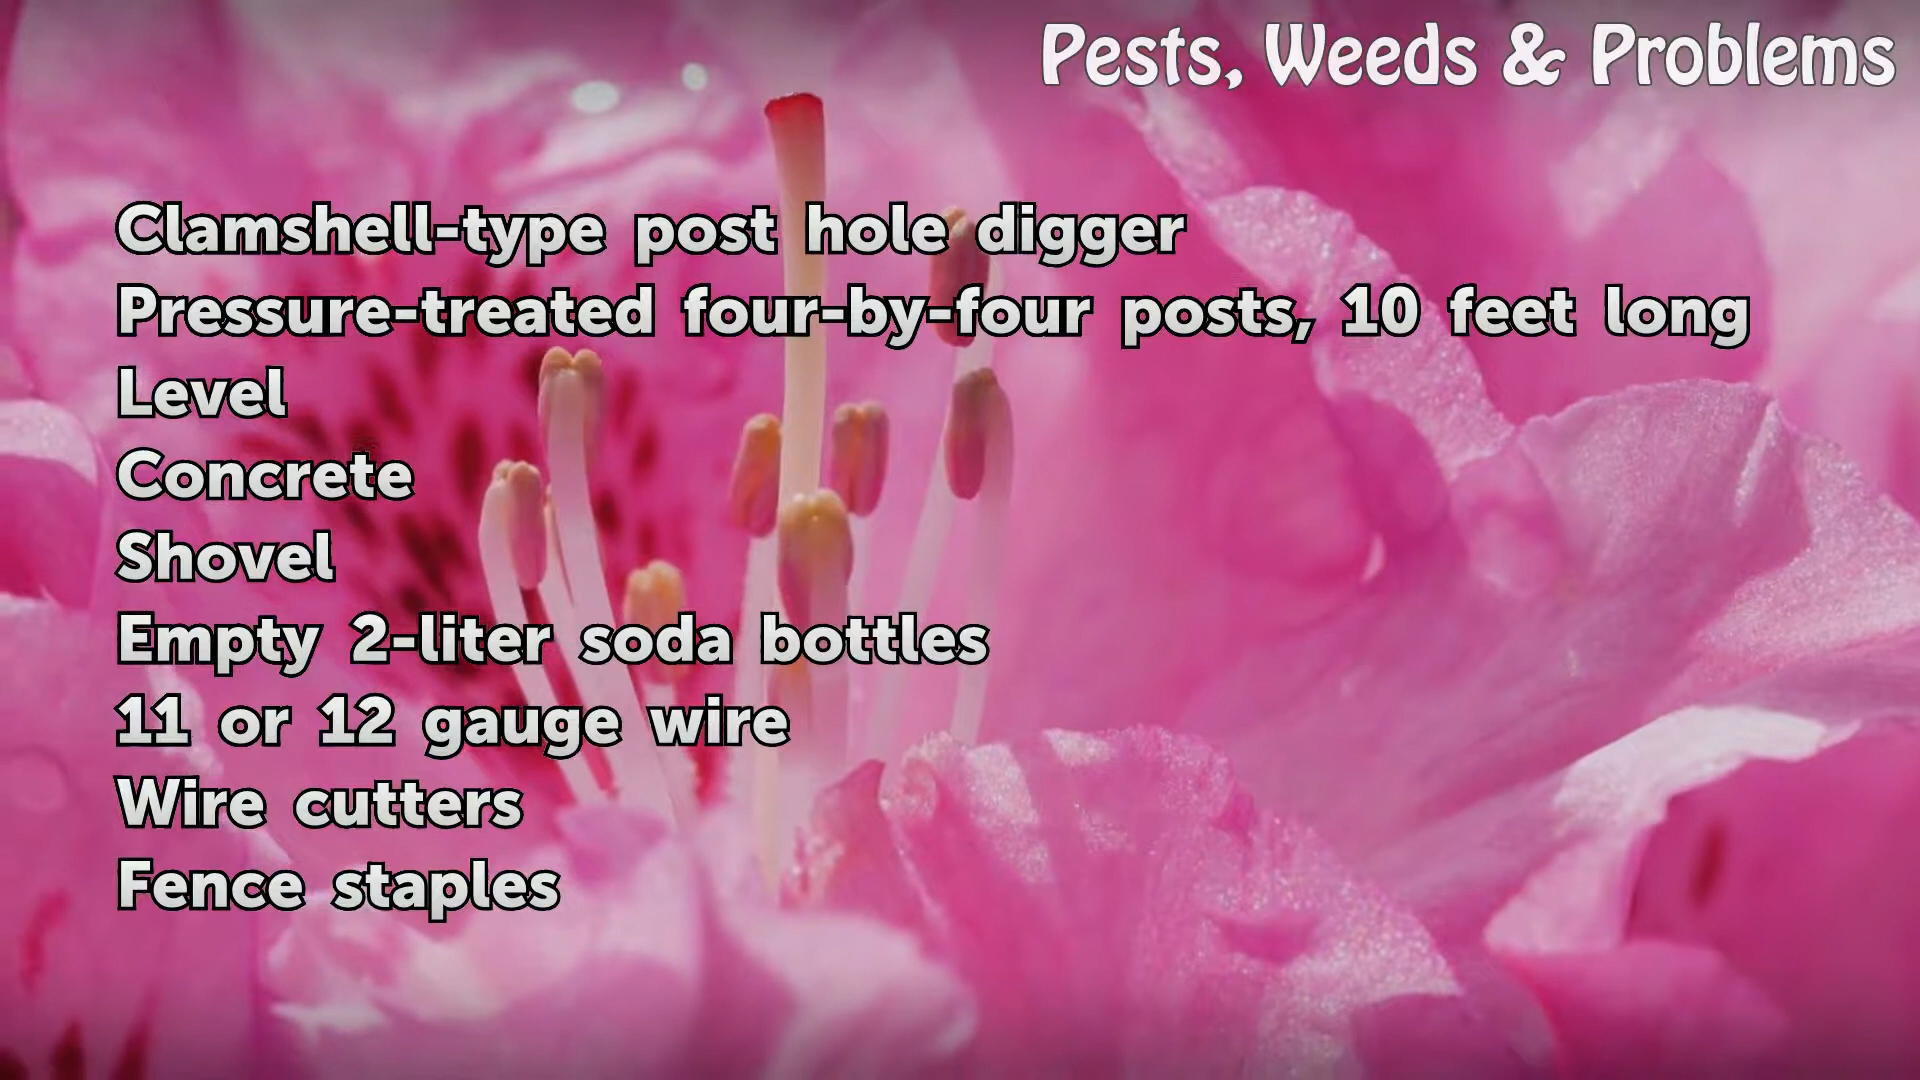 Pests, Weeds & Problems
Clamshell-type post hole digger
Pressure-treated four-by-four posts, 10 feet long
Level
Concrete
Shovel
Empty 2-liter soda bottles
11 or 12 gauge wire
Wire cutters
Fence staples